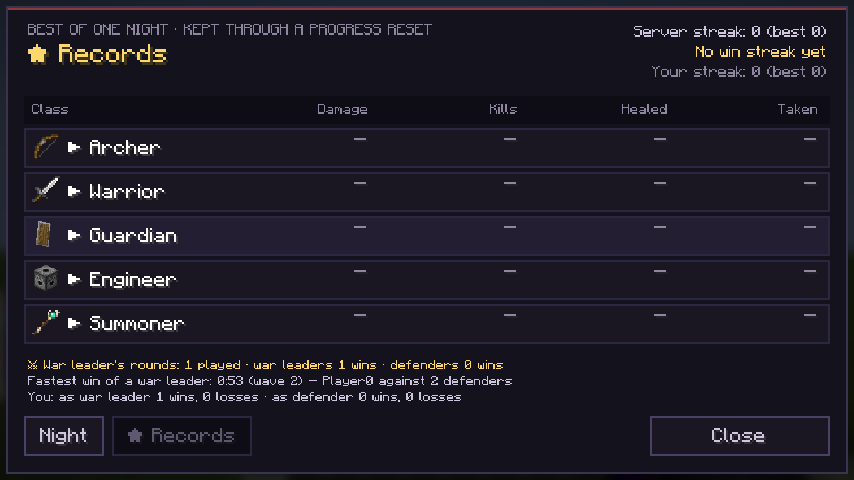 BEST OF ONE NIGHT · KEPT THROUGH A PROGRESS RESET
★ Records
Server streak: 0 (best 0)
No win streak yet
Your streak: 0 (best 0)
Class Damage Kills Healed Taken
► Archer — — — —
► Warrior — — — —
► Guardian — — — —
► Engineer — — — —
► Summoner — — — —
⚔ War leader's rounds: 1 played · war leaders 1 wins · defenders 0 wins
Fastest win of a war leader: 0:53 (wave 2) — Player0 against 2 defenders
You: as war leader 1 wins, 0 losses · as defender 0 wins, 0 losses
Night ★ Records Close